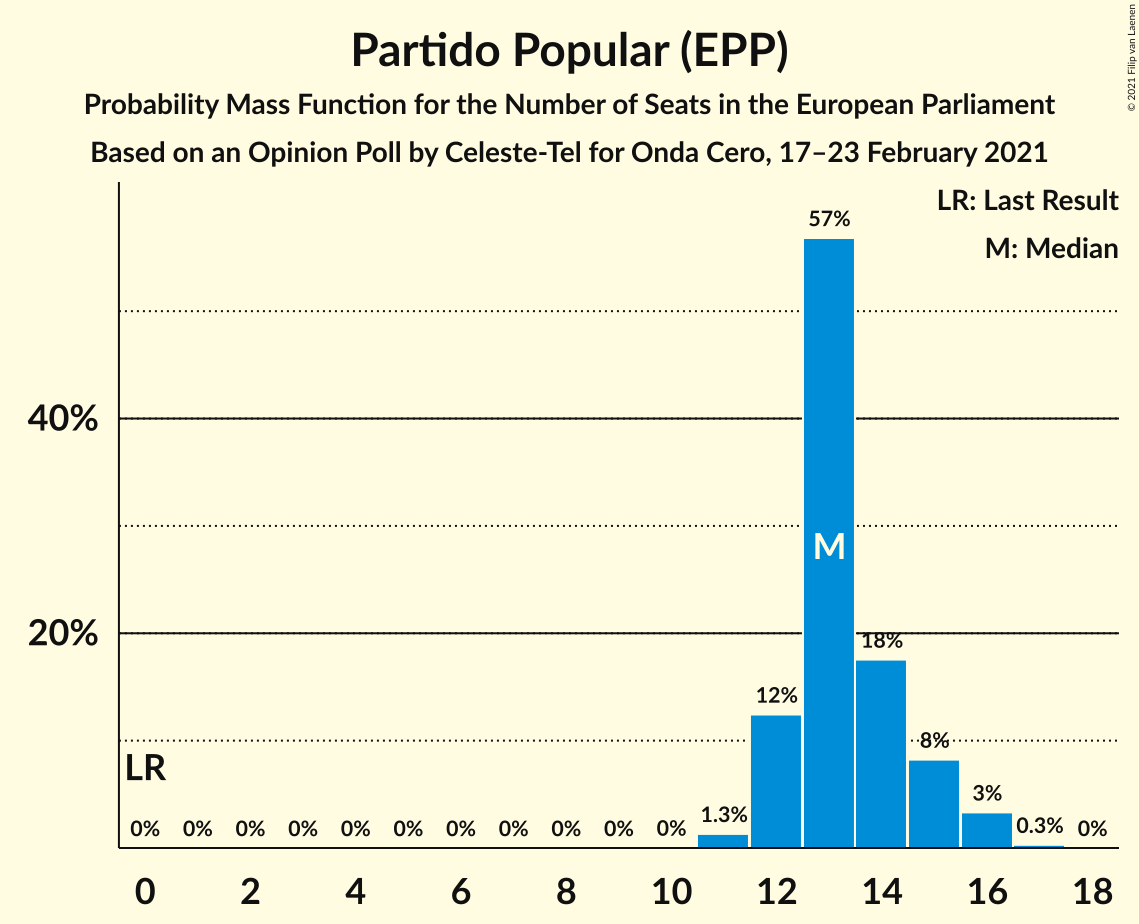 Partido Popular (EPP)
Probability Mass Function for the Number of Seats in the European Parliament
Based on an Opinion Poll by Celeste-Tel for Onda Cero, 17–23 February 2021
© 2021 Filip van Laenen
LR: Last Result
M: Median
57%
40%
M
20%
18%
12%
8%
LR
3%
1.3%
0% 0% 0% 0% 0% 0% 0% 0% 0% 0% 0% 0.3% 0%
0 2 4 6 8 10 12 14 16 18